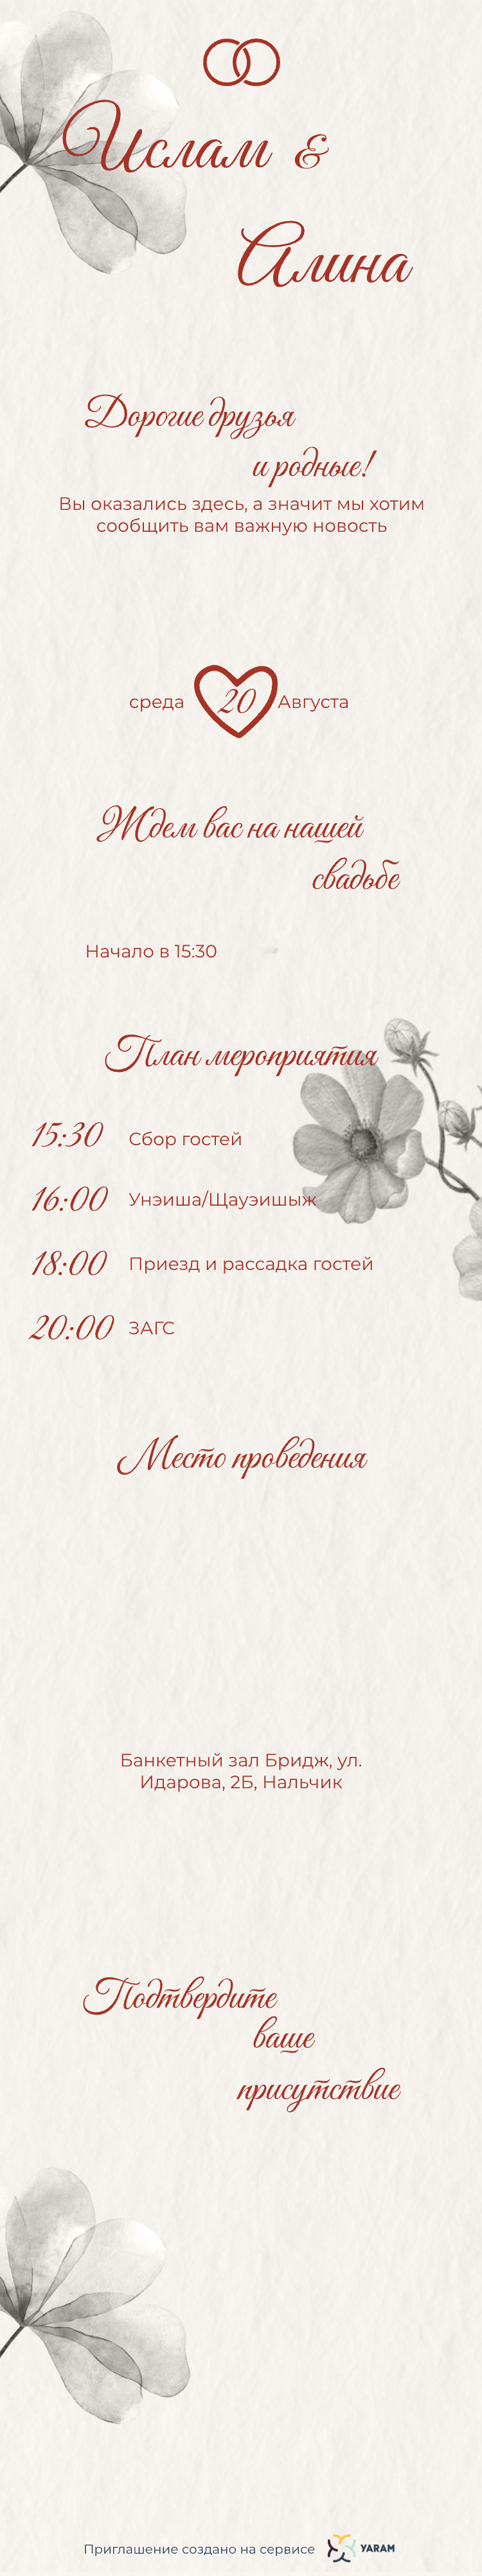 Ислам &
Алина
Дорогие друзья
и родные!
Вы оказались здесь, а значит мы хотим
сообщить вам важную новость
среда 20 Августа
Ждем вас на нашей
свадьбе
Начало в 15:30
План мероприятия
15:30 Сбор гостей
16:00 Унэиша/Щауэишыж
18:00 Приезд и рассадка гостей
20:00 ЗАГС
Место проведения
Банкетный зал Бридж, ул.
Идарова, 2Б, Нальчик
Подтвердите
ваше
присутствие
Приглашение создано на сервисе YARAM